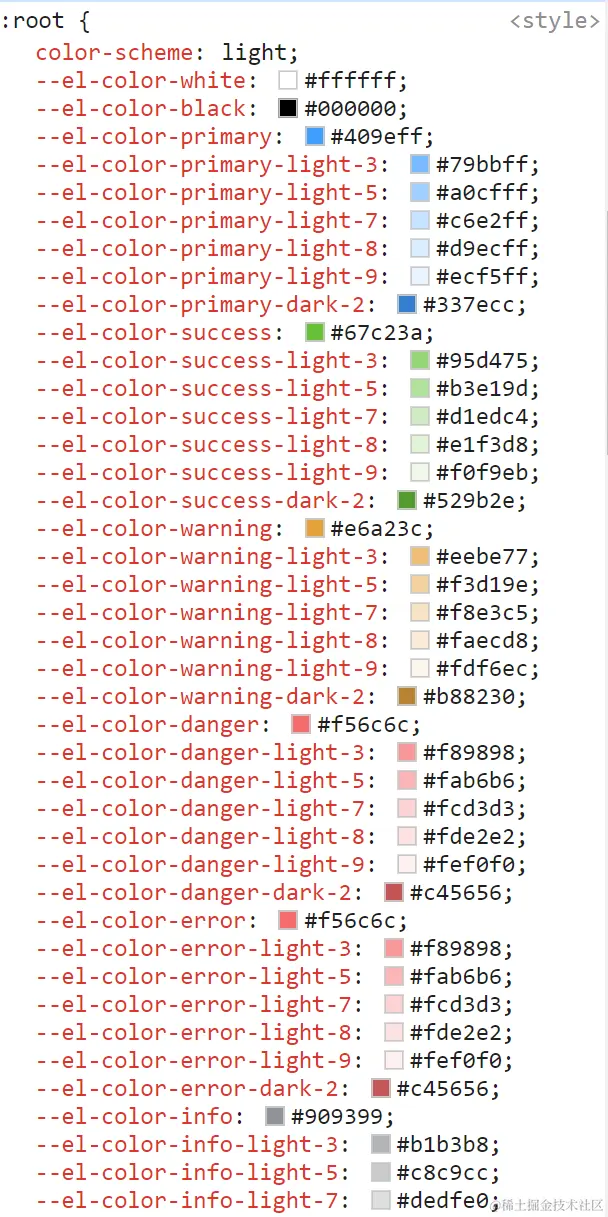 :root { <style>
color-scheme: light;
--el-color-white: #ffffff;
--el-color-black: #000000;
--el-color-primary: #409eff;
--el-color-primary-light-3: #79bbff;
--el-color-primary-light-5: #a0cfff;
--el-color-primary-light-7: #c6e2ff;
--el-color-primary-light-8: #d9ecff;
--el-color-primary-light-9: #ecf5ff;
--el-color-primary-dark-2: #337ecc;
--el-color-success: #67c23a;
--el-color-success-light-3: #95d475;
--el-color-success-light-5: #b3e19d;
--el-color-success-light-7: #d1edc4;
--el-color-success-light-8: #e1f3d8;
--el-color-success-light-9: #f0f9eb;
--el-color-success-dark-2: #529b2e;
--el-color-warning: #e6a23c;
--el-color-warning-light-3: #eebe77;
--el-color-warning-light-5: #f3d19e;
--el-color-warning-light-7: #f8e3c5;
--el-color-warning-light-8: #faecd8;
--el-color-warning-light-9: #fdf6ec;
--el-color-warning-dark-2: #b88230;
--el-color-danger: #f56c6c;
--el-color-danger-light-3: #f89898;
--el-color-danger-light-5: #fab6b6;
--el-color-danger-light-7: #fcd3d3;
--el-color-danger-light-8: #fde2e2;
--el-color-danger-light-9: #fef0f0;
--el-color-danger-dark-2: #c45656;
--el-color-error: #f56c6c;
--el-color-error-light-3: #f89898;
--el-color-error-light-5: #fab6b6;
--el-color-error-light-7: #fcd3d3;
--el-color-error-light-8: #fde2e2;
--el-color-error-light-9: #fef0f0;
--el-color-error-dark-2: #c45656;
--el-color-info: #909399;
--el-color-info-light-3: #b1b3b8;
--el-color-info-light-5: #c8c9cc;
--el-color-info-light-7: #dedfe0;
@稀土掘金技术社区